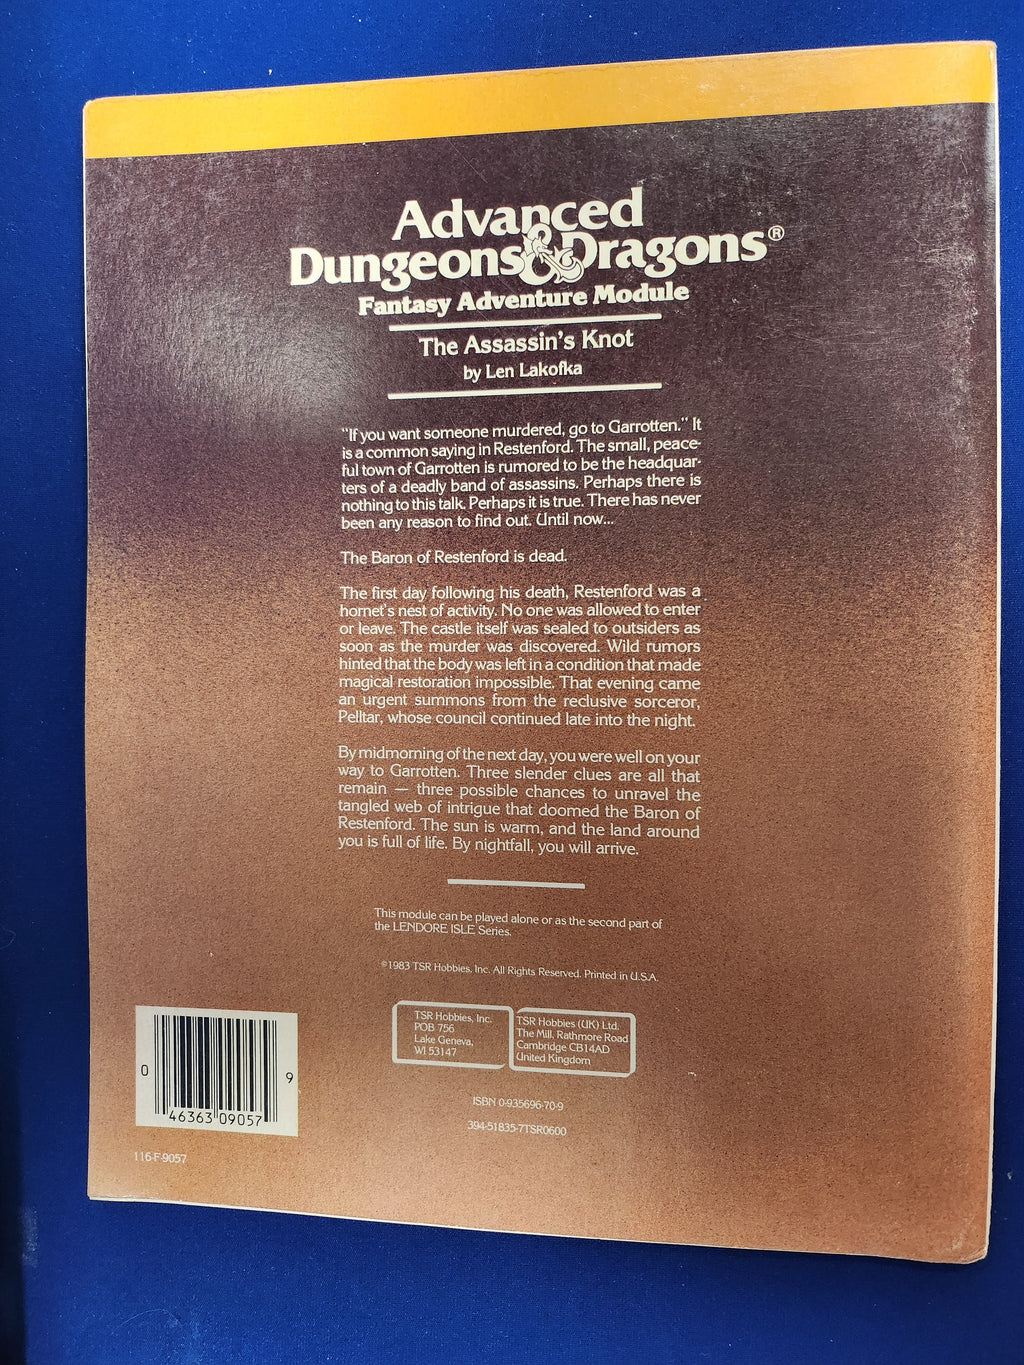 Advanced
Dungeons & Dragons®
Fantasy Adventure Module
The Assassin's Knot
by Len Lakofka
"If you want someone murdered, go to Garrotten." It
is a common saying in Restenford. The small, peace-
ful town of Garrotten is rumored to be the headquar-
ters of a deadly band of assassins. Perhaps there is
nothing to this talk. Perhaps it is true. There has never
been any reason to find out. Until now...
The Baron of Restenford is dead.
The first day following his death, Restenford was a
hornet's nest of activity. No one was allowed to enter
or leave. The castle itself was sealed to outsiders as
soon as the murder was discovered. Wild rumors
hinted that the body was left in a condition that made
magical restoration impossible. That evening came
an urgent summons from the reclusive sorceror,
Pelltar, whose council continued late into the night.
By midmorning of the next day, you were well on your
way to Garrotten. Three slender clues are all that
remain — three possible chances to unravel the
tangled web of intrigue that doomed the Baron of
Restenford. The sun is warm, and the land around
you is full of life. By nightfall, you will arrive.
This module can be played alone or as the second part of
the LENDORE ISLE Series.
©1983 TSR Hobbies, Inc. All Rights Reserved. Printed in U.S.A.
TSR Hobbies, Inc.
POB 756
Lake Geneva,
WI 53147
TSR Hobbies (UK) Ltd.
The Mill, Rathmore Road
Cambridge CB14AD
United Kingdom
ISBN 0-935696-70-9
394-51835-7TSR0600
0 46363 09057 9
116-F-9057